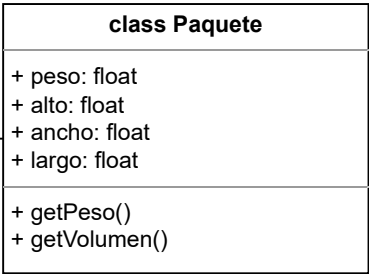 class Paquete
+ peso: float
+ alto: float
+ ancho: float
+ largo: float
+ getPeso()
+ getVolumen()